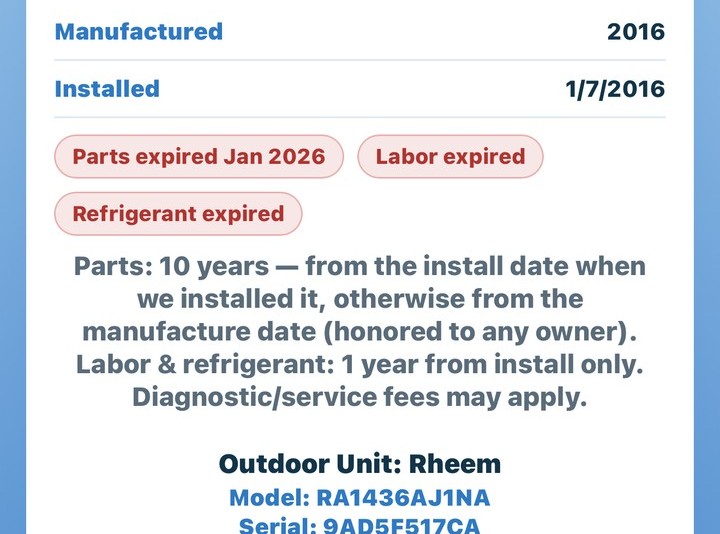 Manufactured 2016
Installed 1/7/2016
Parts expired Jan 2026 Labor expired
Refrigerant expired
Parts: 10 years — from the install date when
we installed it, otherwise from the
manufacture date (honored to any owner).
Labor & refrigerant: 1 year from install only.
Diagnostic/service fees may apply.
Outdoor Unit: Rheem
Model: RA1436AJ1NA
Serial: 9AD5F517CA